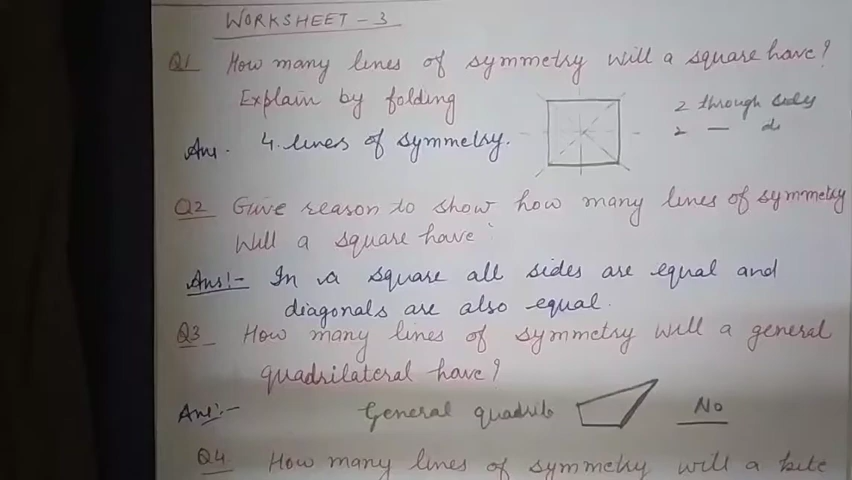 WORKSHEET - 3
Q1 How many lines of symmetry will a square have?
Explain by folding
2 through sides
2 — d
Ans. 4 lines of symmetry.
Q2 Give reason to show how many lines of symmetry
will a square have
Ans:- In a square all sides are equal and
diagonals are also equal.
Q3 How many lines of symmetry will a general
quadrilateral have?
Ans:- General quadrib No
Q4 How many lines of symmetry will a kite